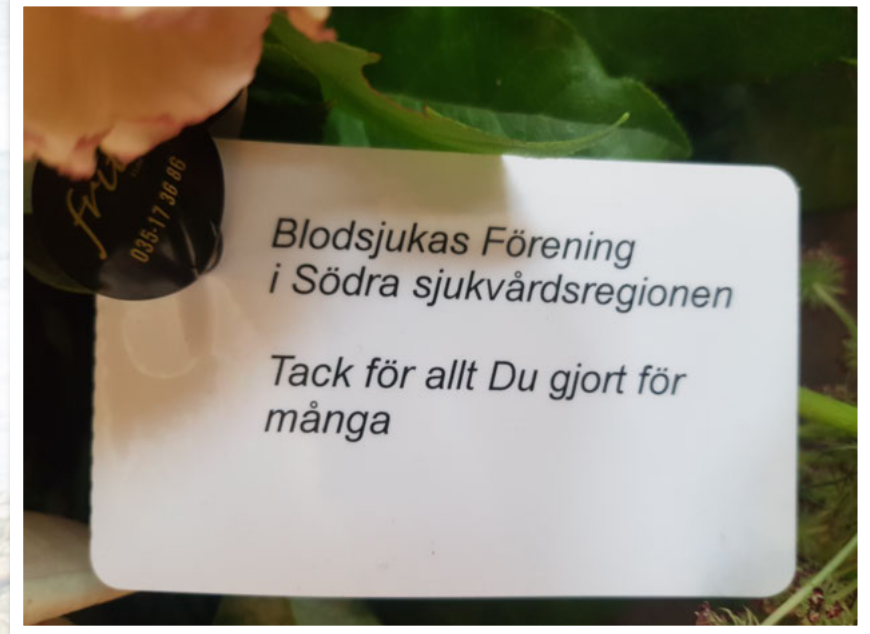 035-17 36 86
Blodsjukas Förening
i Södra sjukvårdsregionen
Tack för allt Du gjort för
många